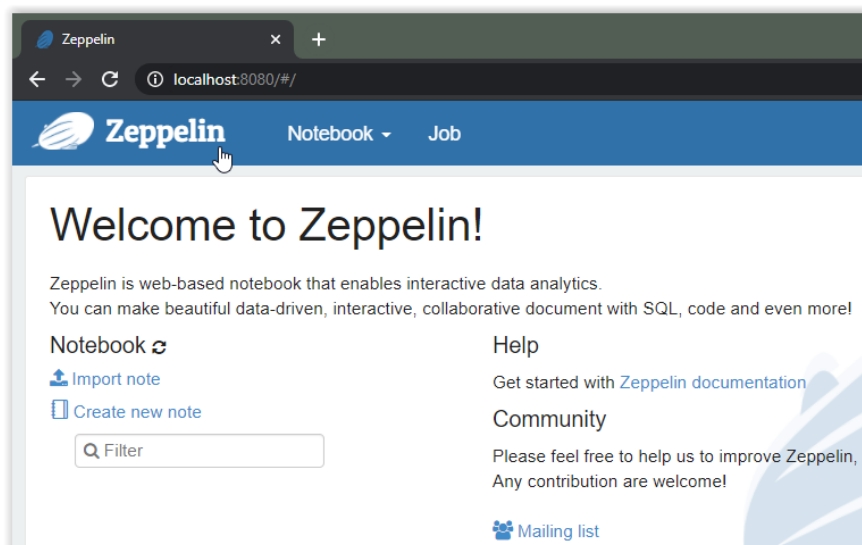 Zeppelin
localhost:8080/#/
Zeppelin Notebook Job
Welcome to Zeppelin!
Zeppelin is web-based notebook that enables interactive data analytics.
You can make beautiful data-driven, interactive, collaborative document with SQL, code and even more!
Notebook
Import note
Create new note
Filter
Help
Get started with Zeppelin documentation
Community
Please feel free to help us to improve Zeppelin,
Any contribution are welcome!
Mailing list